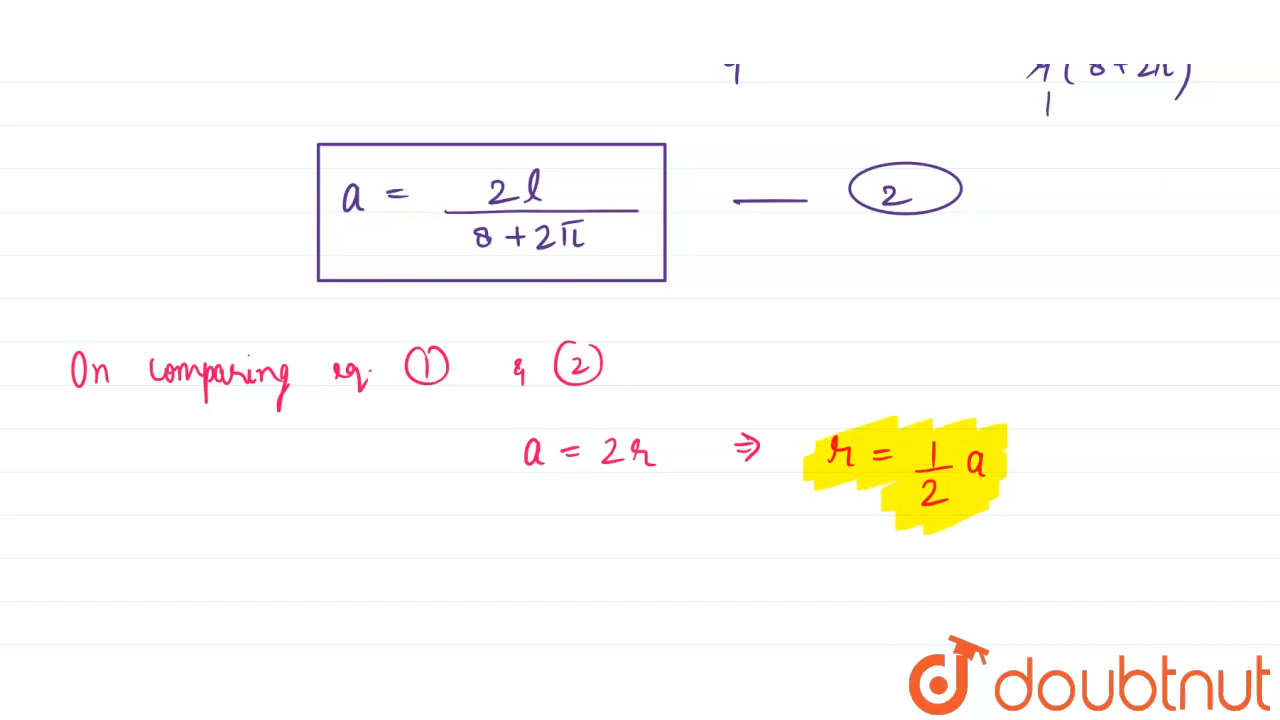 a = 2l / 8 + 2π — 2
On comparing eq. ① & ②
a = 2r ⇒ r = 1/2 a
doubtnut